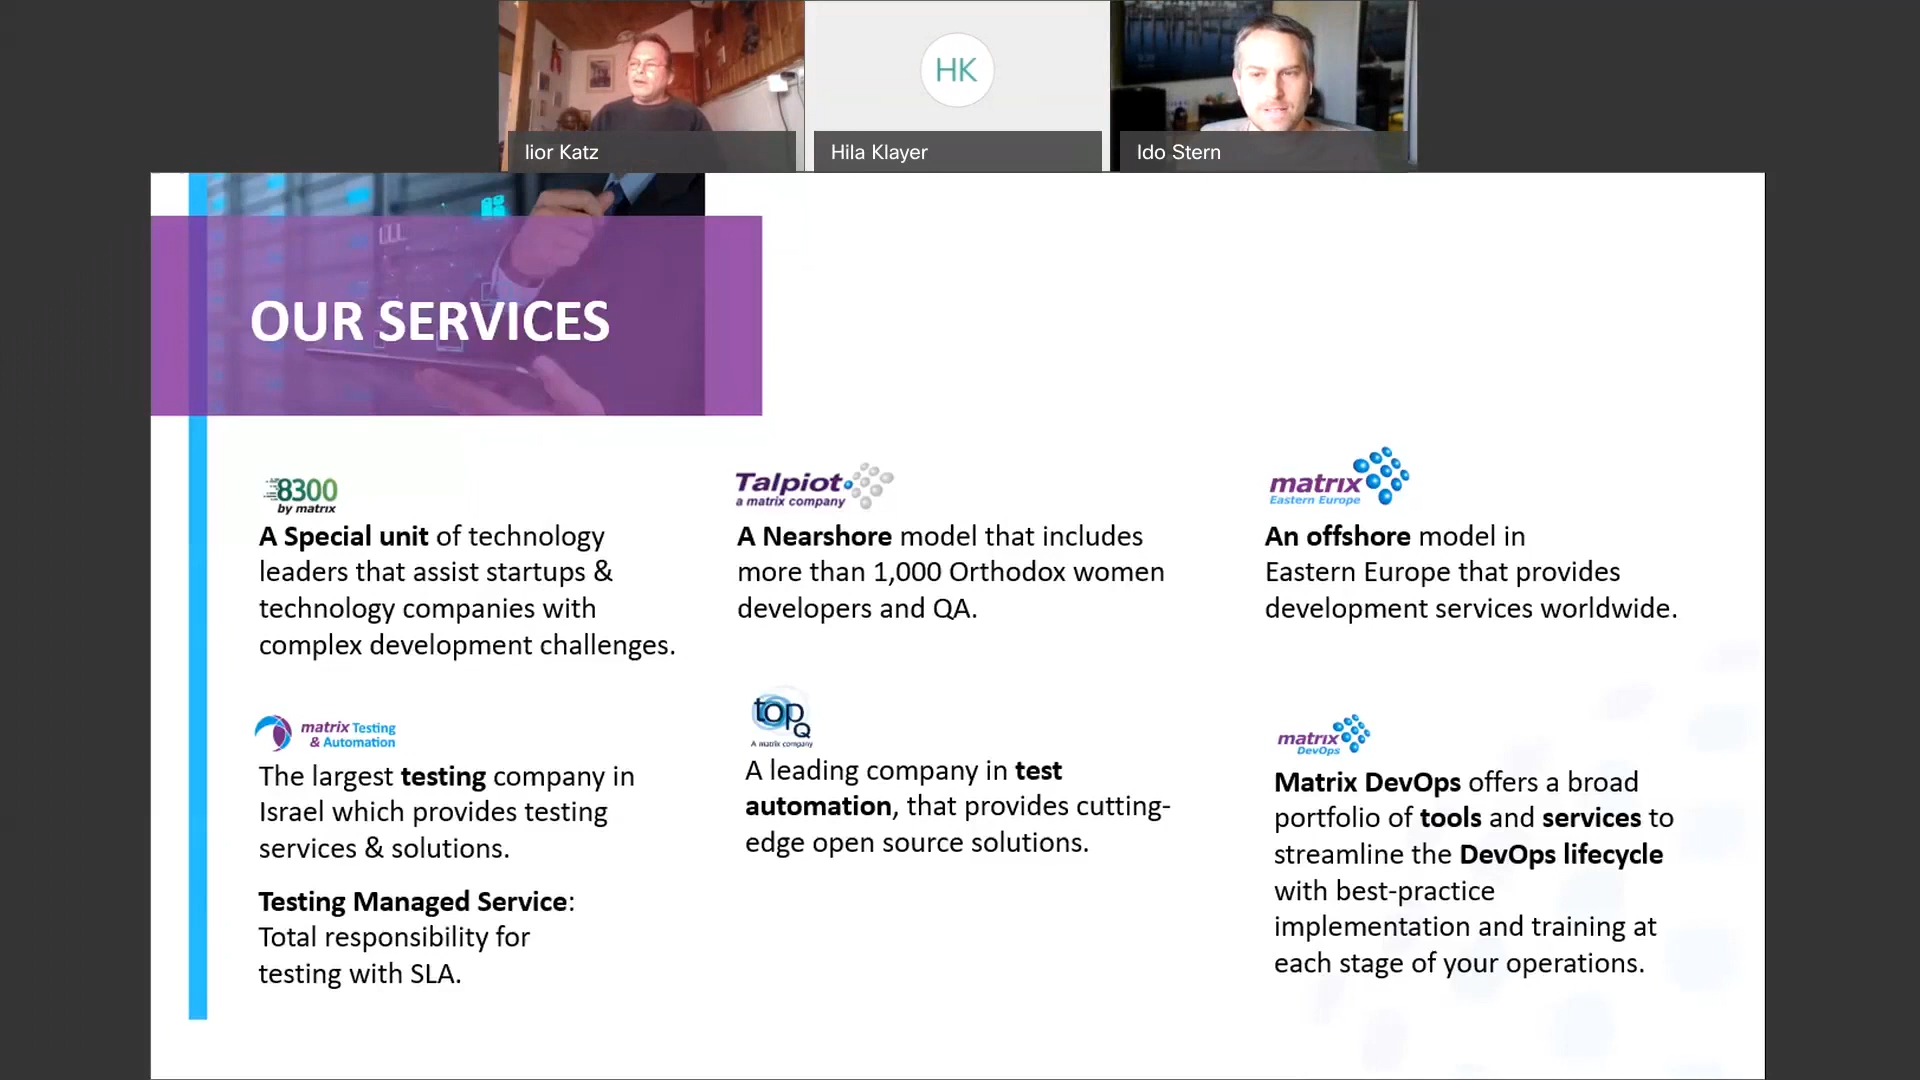 lior Katz
HK
Hila Klayer
Ido Stern
OUR SERVICES
8300
by matrix
A Special unit of technology
leaders that assist startups &
technology companies with
complex development challenges.
Talpiot
a matrix company
A Nearshore model that includes
more than 1,000 Orthodox women
developers and QA.
matrix
Eastern Europe
An offshore model in
Eastern Europe that provides
development services worldwide.
matrix Testing
& Automation
The largest testing company in
Israel which provides testing
services & solutions.
Testing Managed Service:
Total responsibility for
testing with SLA.
topQ
A matrix company
A leading company in test
automation, that provides cutting-
edge open source solutions.
matrix
DevOps
Matrix DevOps offers a broad
portfolio of tools and services to
streamline the DevOps lifecycle
with best-practice
implementation and training at
each stage of your operations.